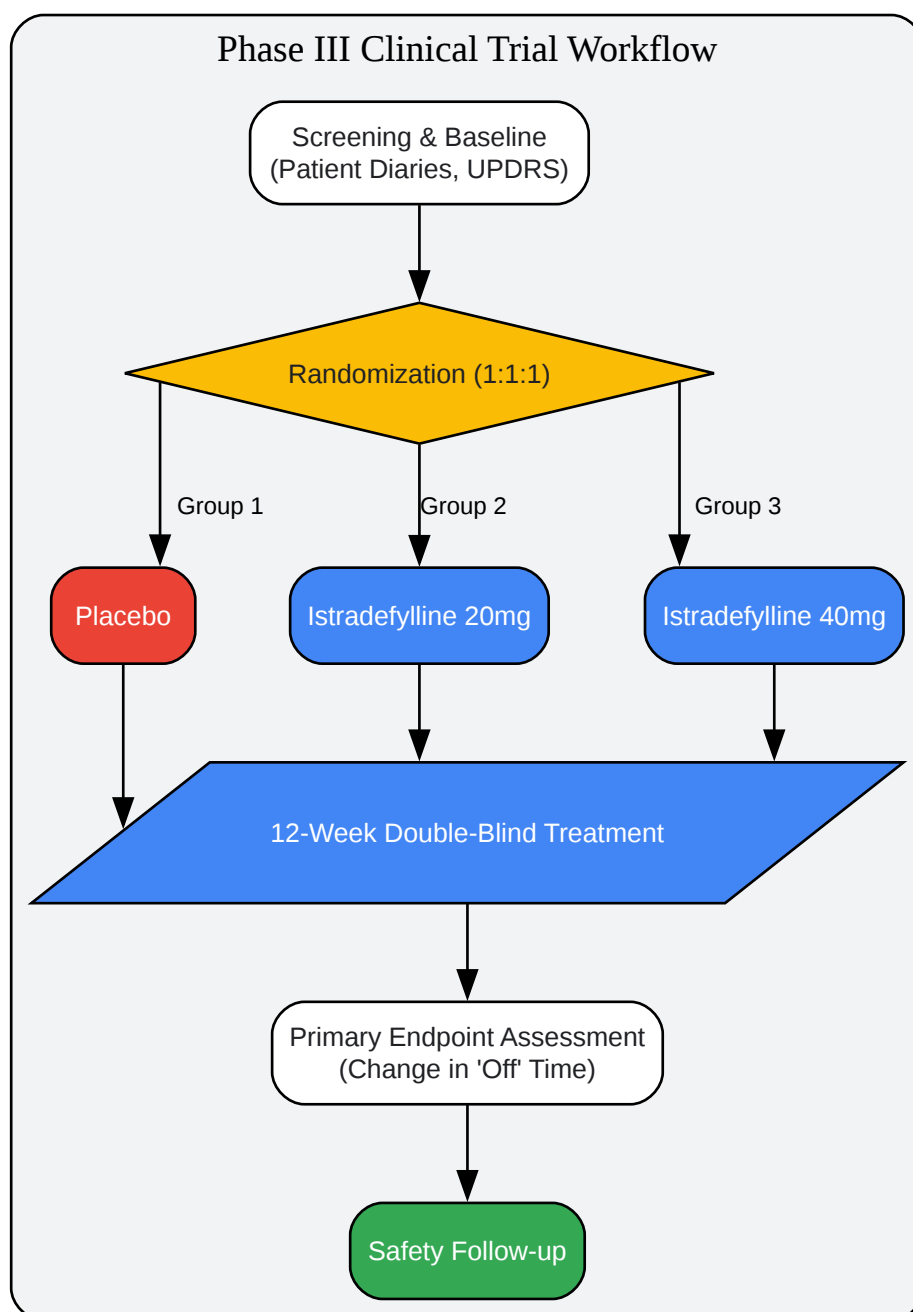 Phase III Clinical Trial Workflow
Screening & Baseline
(Patient Diaries, UPDRS)
Randomization (1:1:1)
Group 1
Group 2
Group 3
Placebo
Istradefylline 20mg
Istradefylline 40mg
12-Week Double-Blind Treatment
Primary Endpoint Assessment
(Change in 'Off' Time)
Safety Follow-up